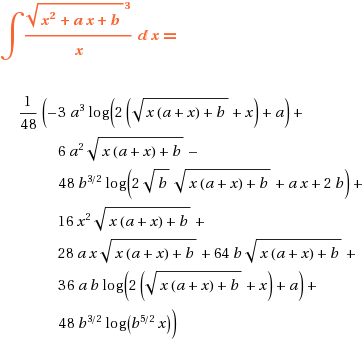 ∫ √(x² + a x + b)³ / x dx =
1/48 (−3 a³ log(2 (√(x (a + x) + b) + x) + a) +
6 a² √(x (a + x) + b) −
48 b^(3/2) log(2 √b √(x (a + x) + b) + a x + 2 b) +
16 x² √(x (a + x) + b) +
28 a x √(x (a + x) + b) + 64 b √(x (a + x) + b) +
36 a b log(2 (√(x (a + x) + b) + x) + a) +
48 b^(3/2) log(b^(5/2) x))